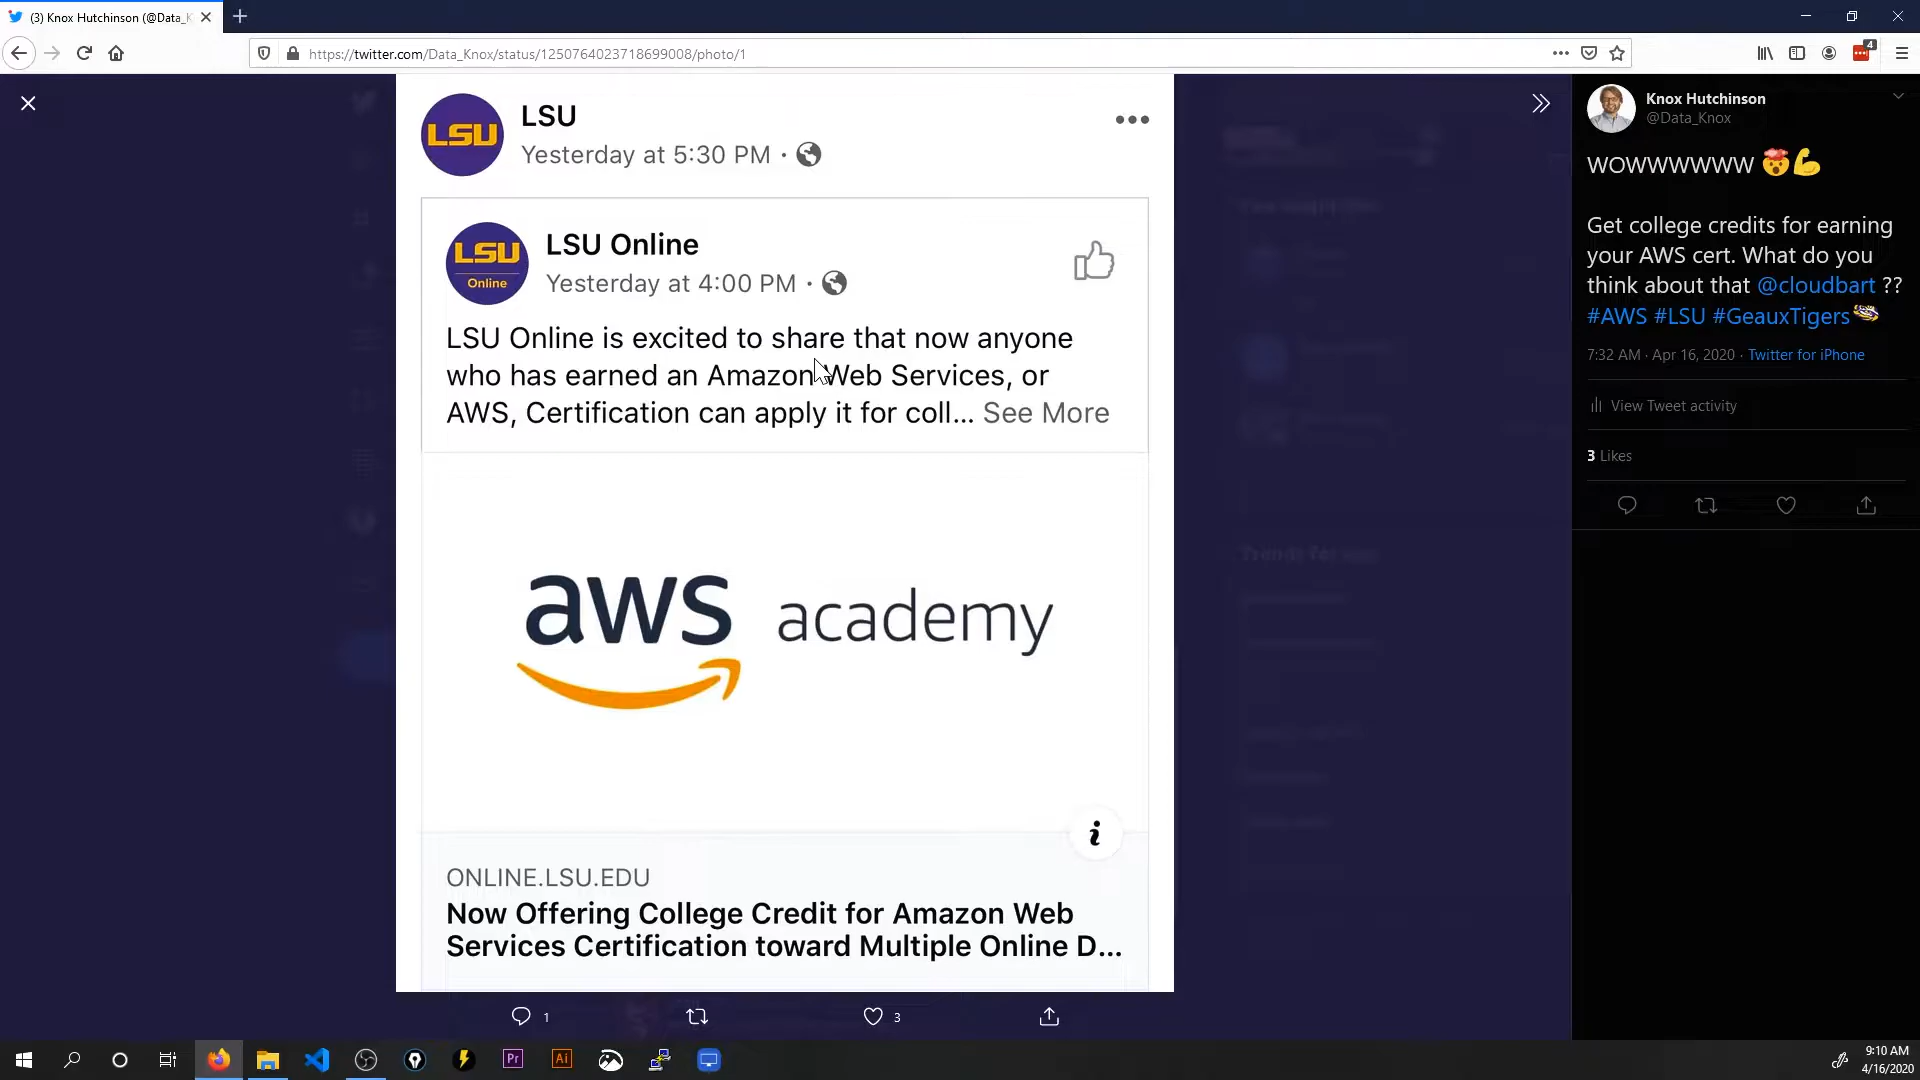 (3) Knox Hutchinson (@Data_K
https://twitter.com/Data_Knox/status/1250764023718699008/photo/1
4
LSU
LSU
Yesterday at 5:30 PM ·
LSU
Online
LSU Online
Yesterday at 4:00 PM ·
LSU Online is excited to share that now anyone
who has earned an Amazon Web Services, or
AWS, Certification can apply it for coll... See More
aws academy
i
ONLINE.LSU.EDU
Now Offering College Credit for Amazon Web
Services Certification toward Multiple Online D...
1
3
Knox Hutchinson
@Data_Knox
WOWWWWWW 🤯💪
Get college credits for earning
your AWS cert. What do you
think about that @cloudbart ??
#AWS #LSU #GeauxTigers
7:32 AM · Apr 16, 2020 · Twitter for iPhone
View Tweet activity
3 Likes
Pr
Ai
9:10 AM
4/16/2020